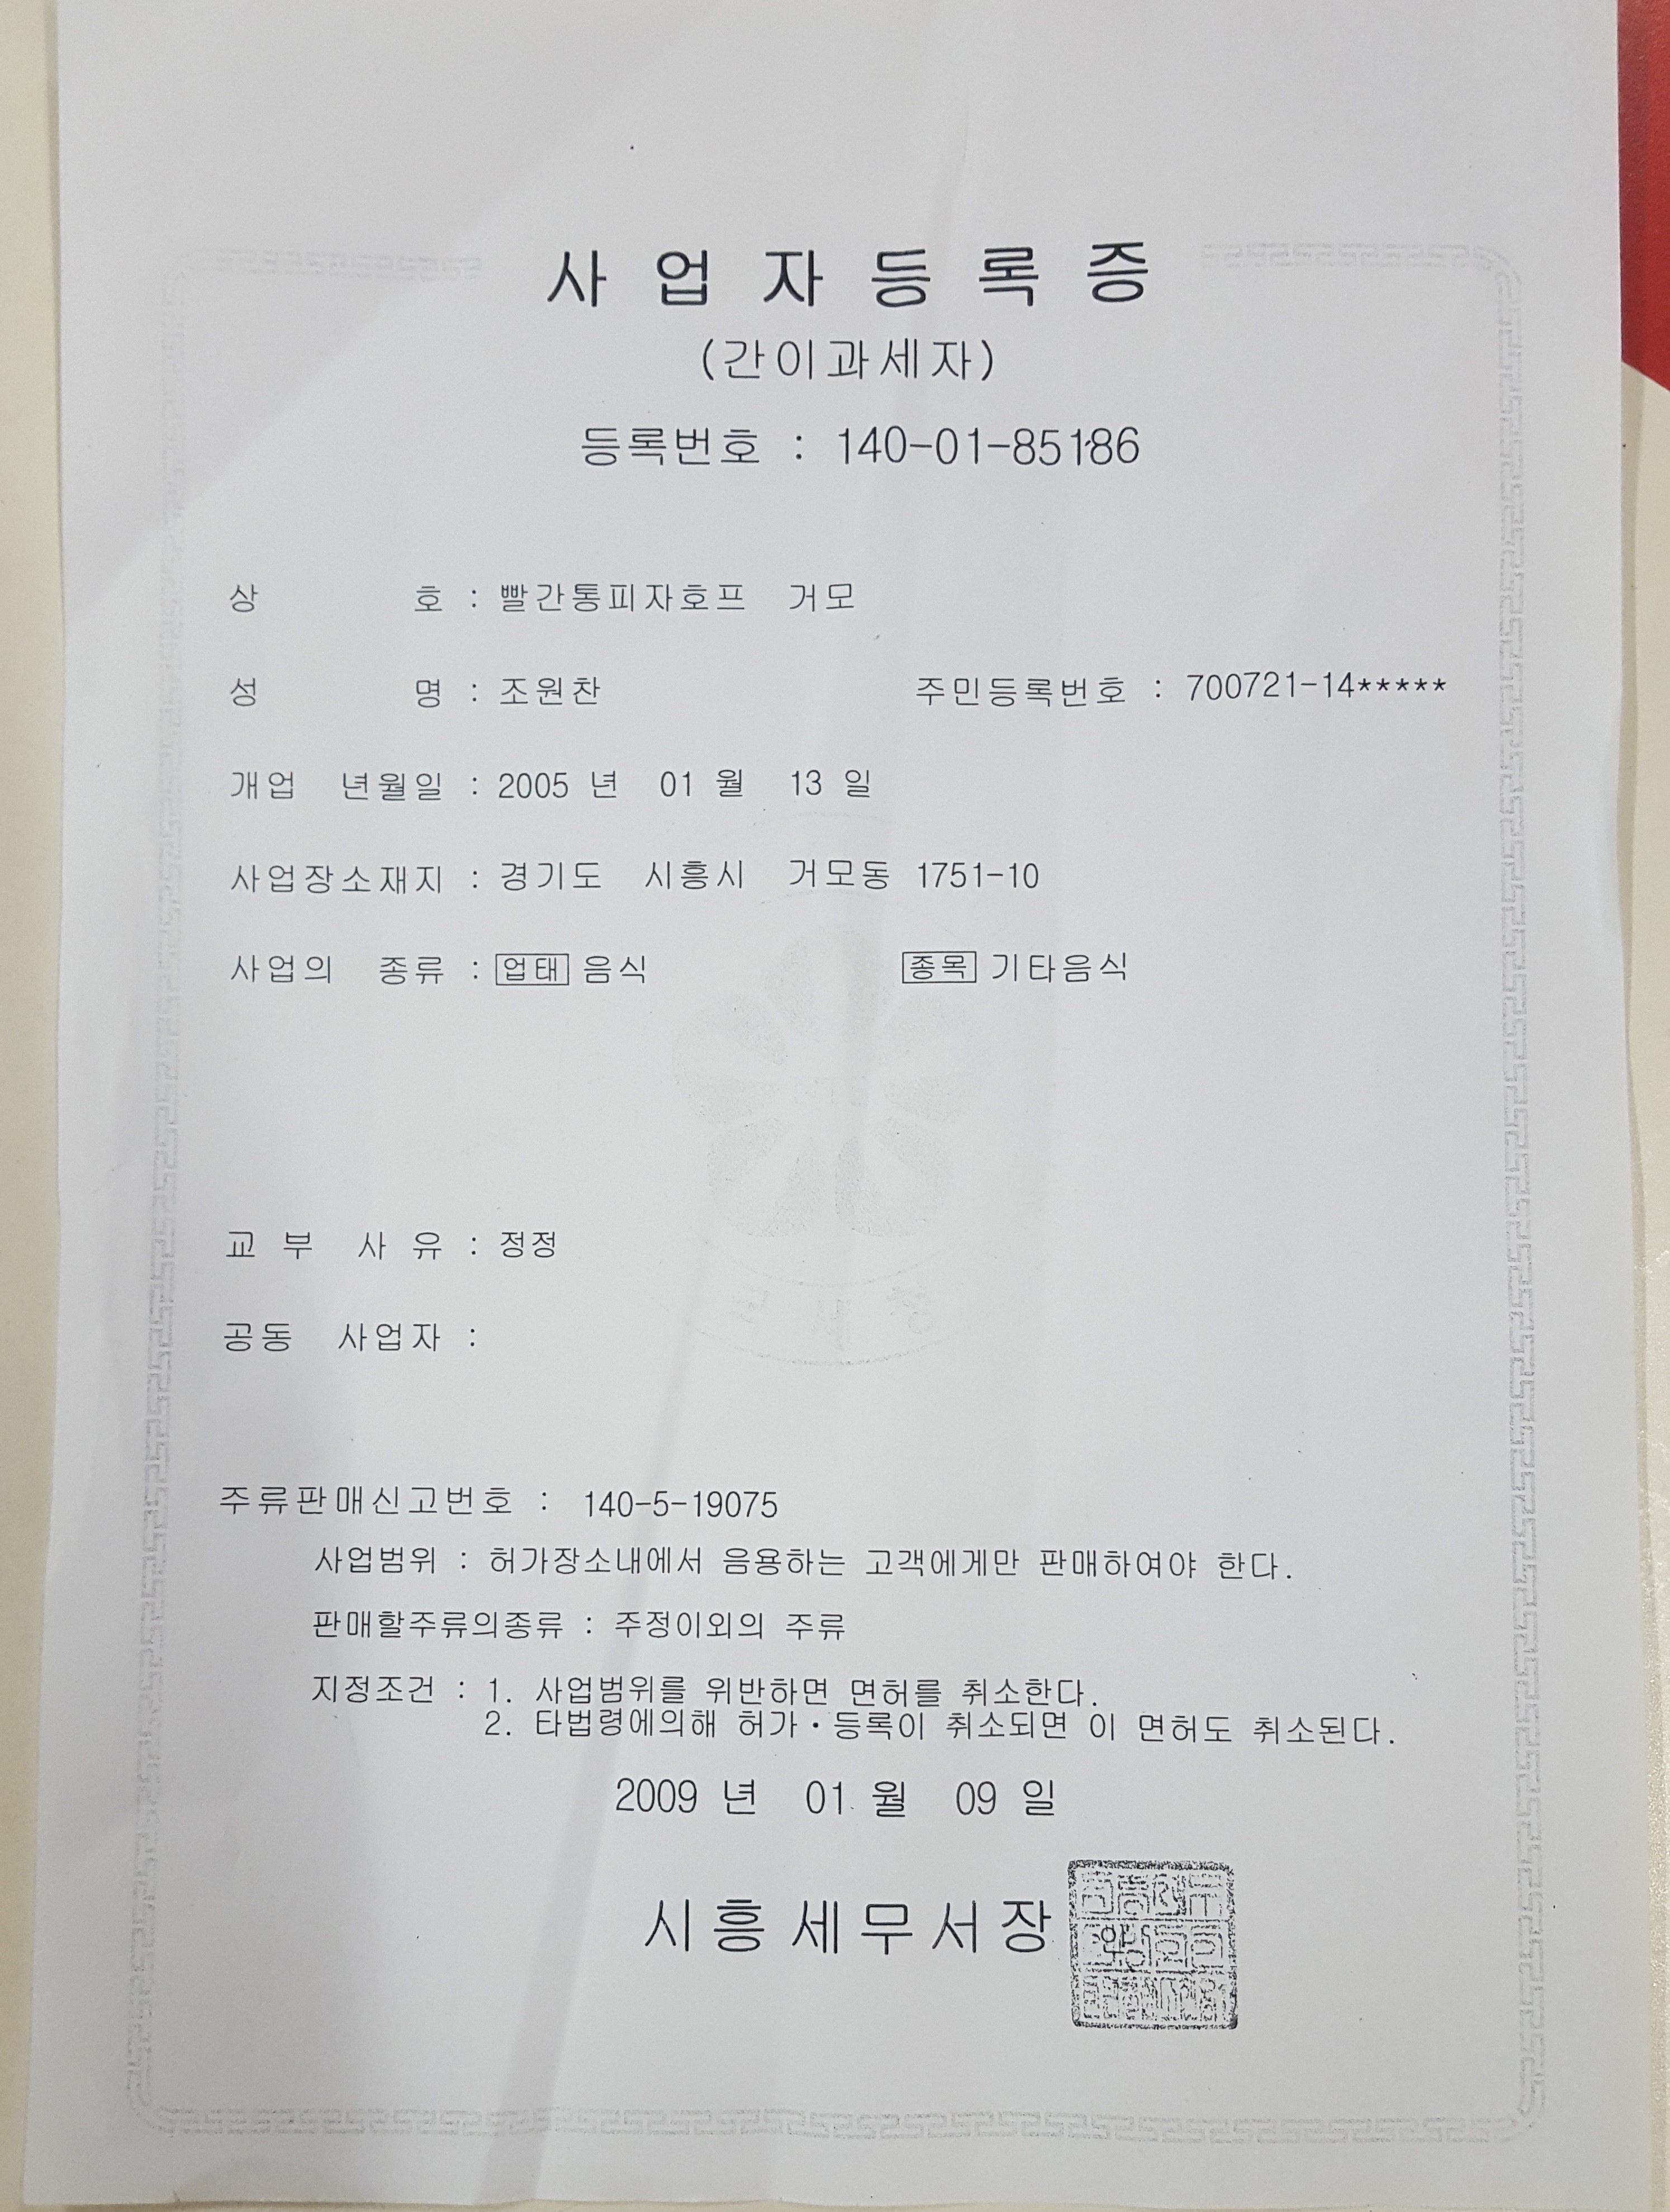 사업자등록증
(간이과세자)
등록번호 : 140-01-85186
상 호 : 빨간통피자호프 거모
성 명 : 조원찬 주민등록번호 : 700721-14*****
개업 년월일 : 2005 년 01 월 13 일
사업장소재지 : 경기도 시흥시 거모동 1751-10
사업의 종류 : 업태 음식 종목 기타음식
교 부 사 유 : 정정
공동 사업자 :
주류판매신고번호 : 140-5-19075
사업범위 : 허가장소내에서 음용하는 고객에게만 판매하여야 한다.
판매할주류의종류 : 주정이외의 주류
지정조건 : 1. 사업범위를 위반하면 면허를 취소한다.
2. 타법령에의해 허가·등록이 취소되면 이 면허도 취소된다.
2009 년 01 월 09 일
시흥세무서장